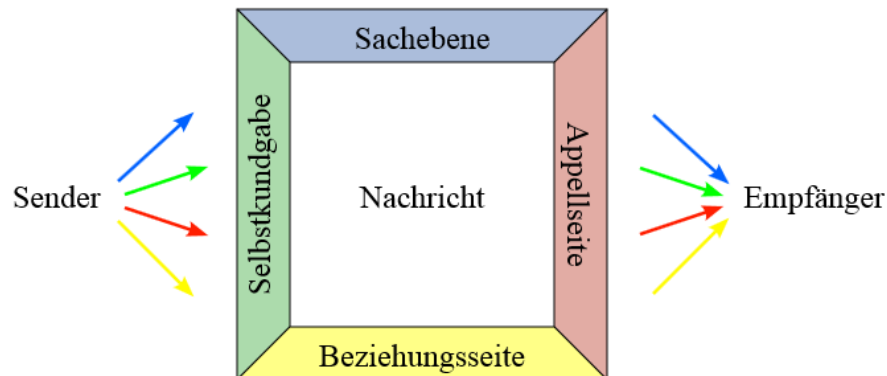 Sachebene
Sender
Selbstkundgabe
Nachricht
Appellseite
Empfänger
Beziehungsseite